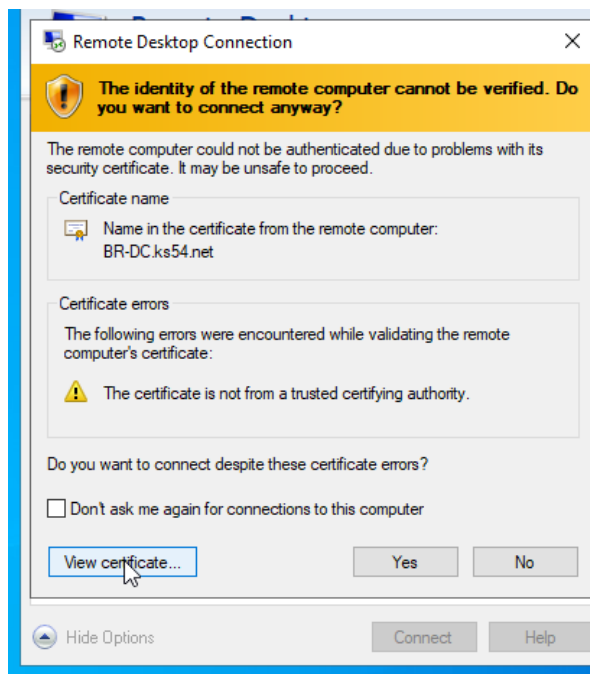 Remote Desktop Connection
The identity of the remote computer cannot be verified. Do
you want to connect anyway?
The remote computer could not be authenticated due to problems with its
security certificate. It may be unsafe to proceed.
Certificate name
Name in the certificate from the remote computer:
BR-DC.ks54.net
Certificate errors
The following errors were encountered while validating the remote
computer's certificate:
The certificate is not from a trusted certifying authority.
Do you want to connect despite these certificate errors?
Don't ask me again for connections to this computer
View certificate...
Yes
No
Hide Options
Connect
Help